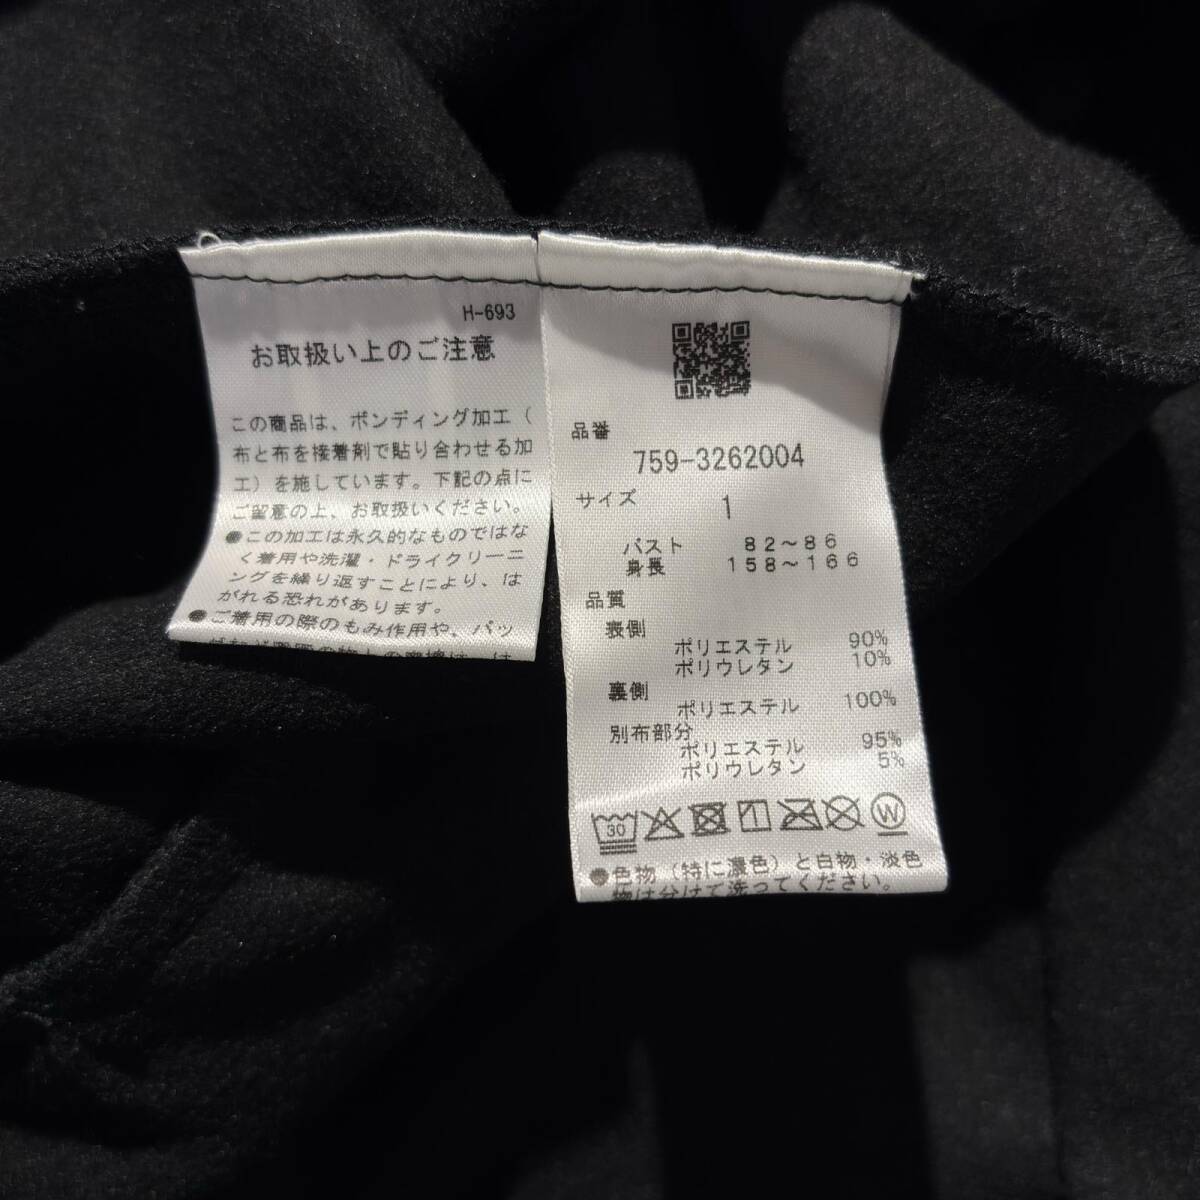 H-693
お取扱い上のご注意
この商品は、ボンディング加工（
布と布を接着剤で貼り合わせる加
工）を施しています。下記の点に
ご留意の上、お取扱いください。
●この加工は永久的なものではな
く着用や洗濯・ドライクリーニ
ングを繰り返すことにより、は
がれる恐れがあります。
●ご着用の際のもみ作用や、バッ
品番
759-3262004
サイズ
1
バスト 82～86
身長 158～166
品質
表側
ポリエステル 90%
ポリウレタン 10%
裏側
ポリエステル 100%
別布部分
ポリエステル 95%
ポリウレタン 5%
30
W
●色物（特に濃色）と白物・淡色
物は分けて洗ってください。